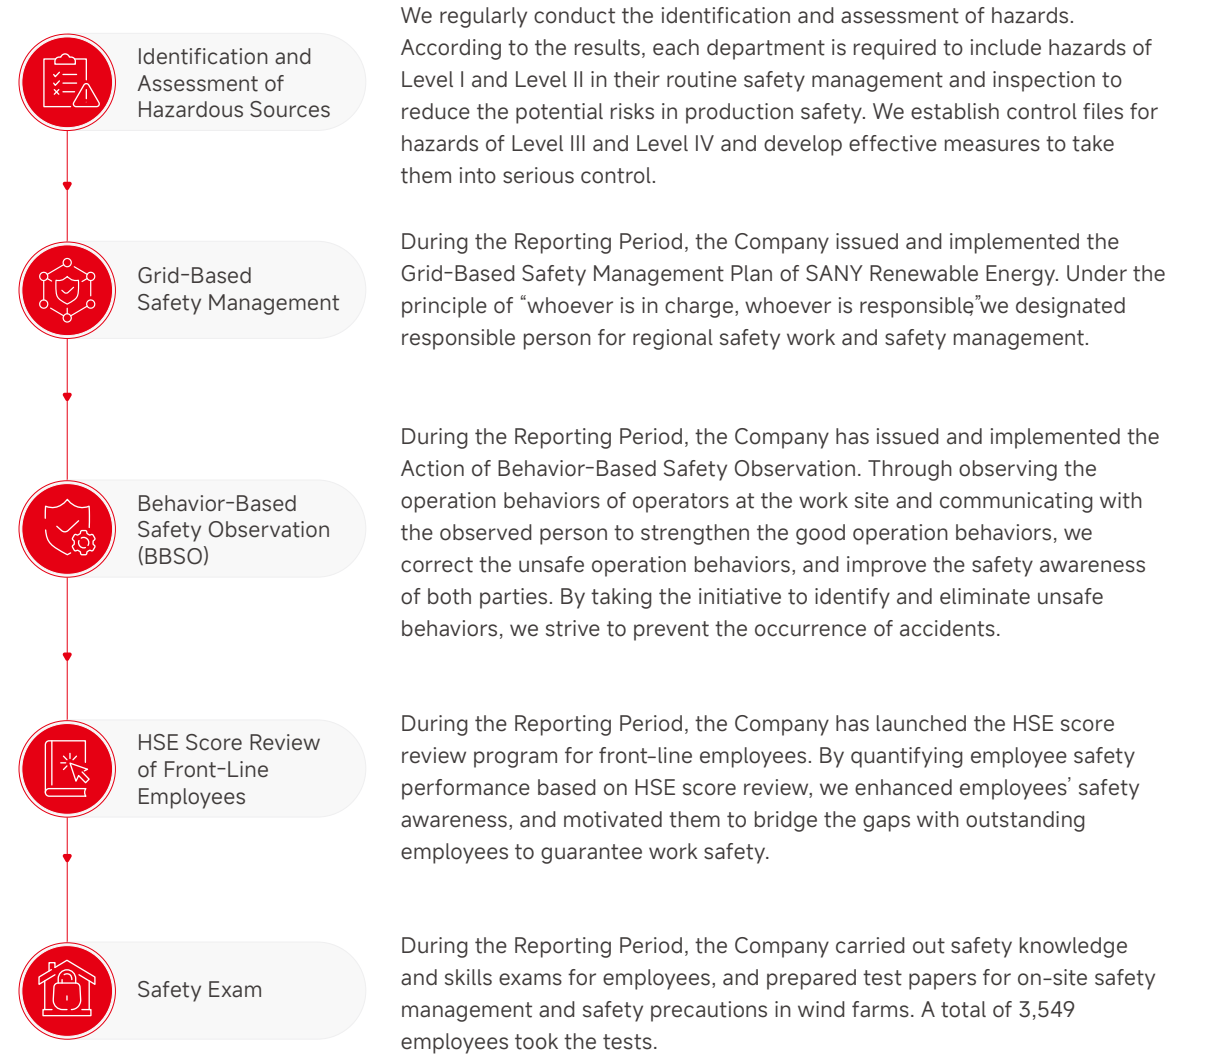 Identification and
Assessment of
Hazardous Sources
We regularly conduct the identification and assessment of hazards.
According to the results, each department is required to include hazards of
Level I and Level II in their routine safety management and inspection to
reduce the potential risks in production safety. We establish control files for
hazards of Level III and Level IV and develop effective measures to take
them into serious control.
Grid-Based
Safety Management
During the Reporting Period, the Company issued and implemented the
Grid-Based Safety Management Plan of SANY Renewable Energy. Under the
principle of “whoever is in charge, whoever is responsible,”we designated
responsible person for regional safety work and safety management.
Behavior-Based
Safety Observation
(BBSO)
During the Reporting Period, the Company has issued and implemented the
Action of Behavior-Based Safety Observation. Through observing the
operation behaviors of operators at the work site and communicating with
the observed person to strengthen the good operation behaviors, we
correct the unsafe operation behaviors, and improve the safety awareness
of both parties. By taking the initiative to identify and eliminate unsafe
behaviors, we strive to prevent the occurrence of accidents.
HSE Score Review
of Front-Line
Employees
During the Reporting Period, the Company has launched the HSE score
review program for front-line employees. By quantifying employee safety
performance based on HSE score review, we enhanced employees’ safety
awareness, and motivated them to bridge the gaps with outstanding
employees to guarantee work safety.
Safety Exam
During the Reporting Period, the Company carried out safety knowledge
and skills exams for employees, and prepared test papers for on-site safety
management and safety precautions in wind farms. A total of 3,549
employees took the tests.